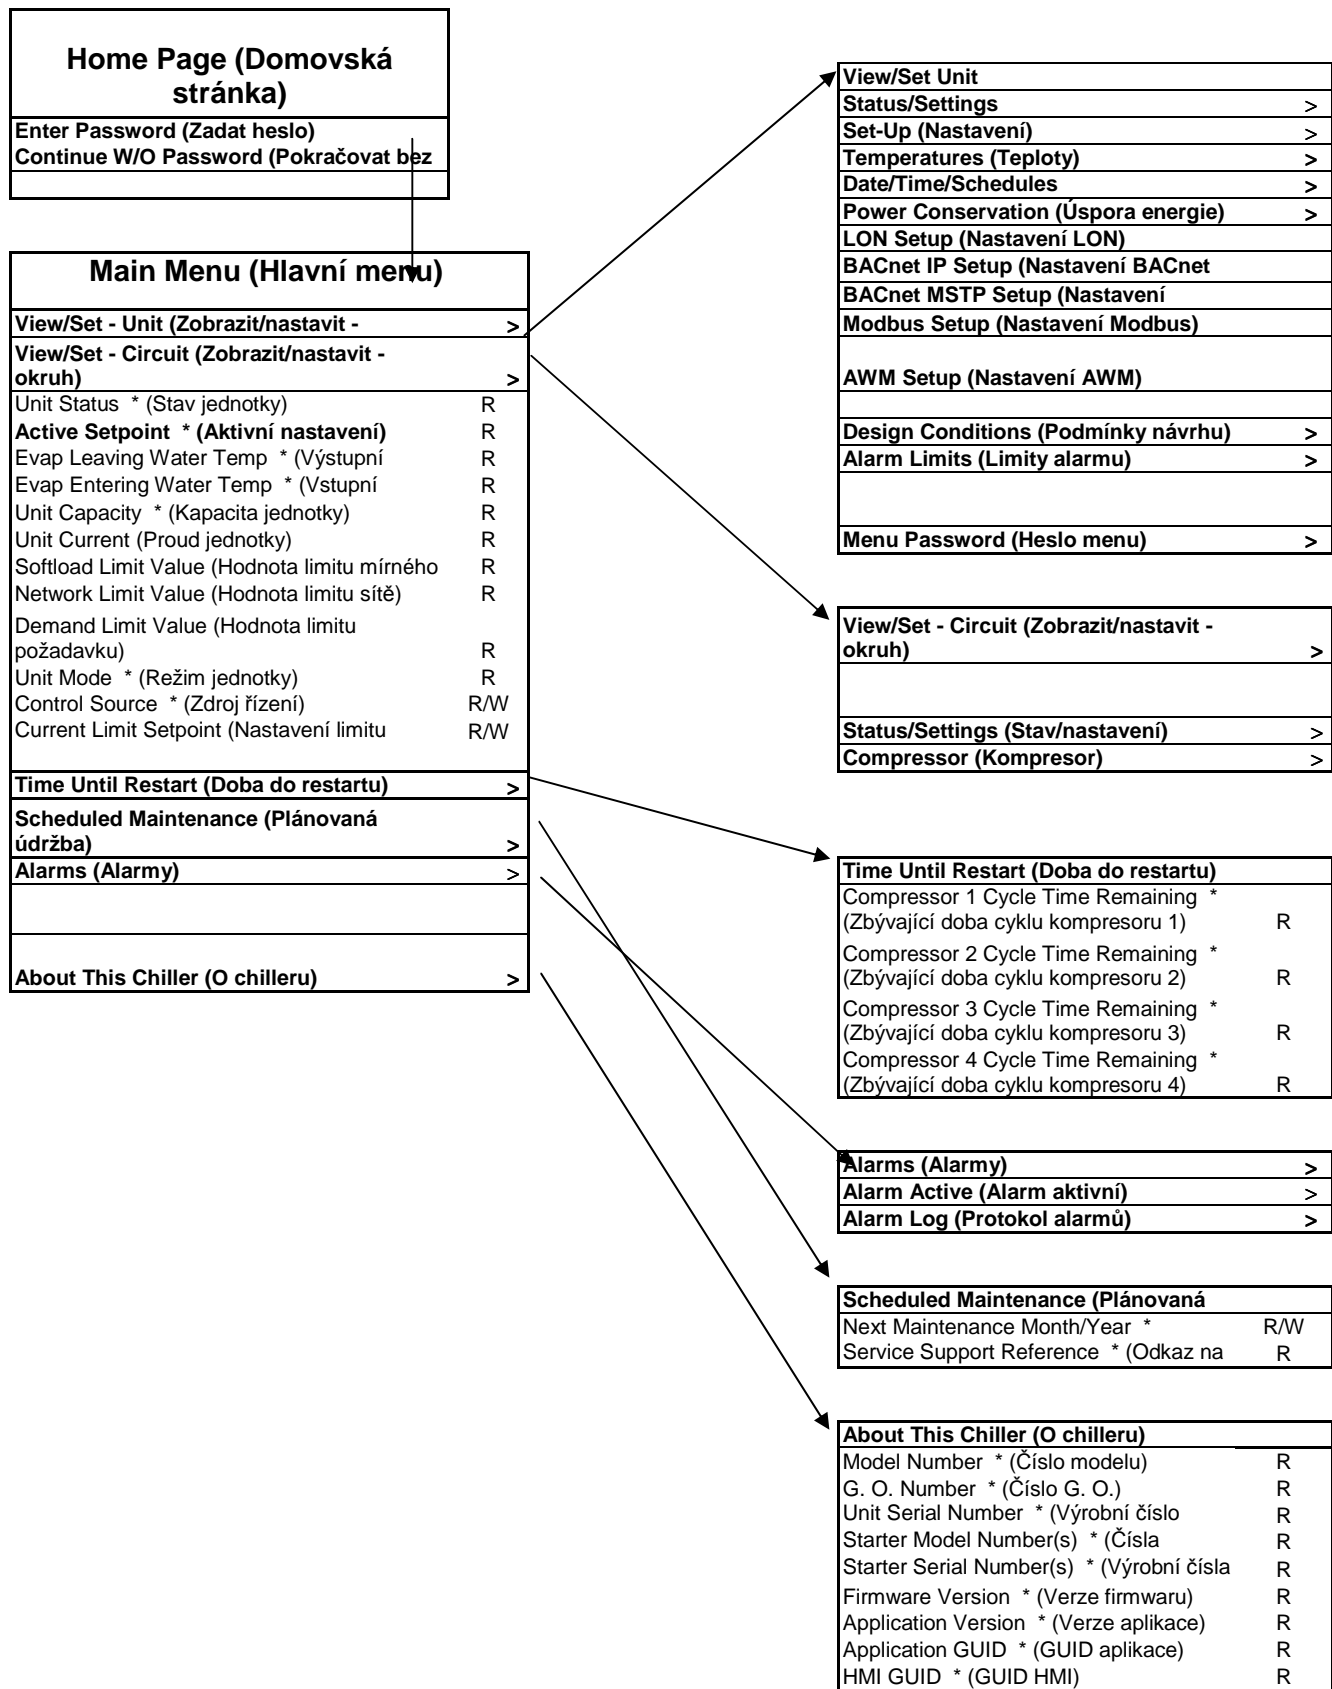 Home Page (Domovská
stránka)
Enter Password (Zadat heslo)
Continue W/O Password (Pokračovat bez
Main Menu (Hlavní menu)
View/Set - Unit (Zobrazit/nastavit - >
View/Set - Circuit (Zobrazit/nastavit -
okruh) >
Unit Status * (Stav jednotky) R
Active Setpoint * (Aktivní nastavení) R
Evap Leaving Water Temp * (Výstupní R
Evap Entering Water Temp * (Vstupní R
Unit Capacity * (Kapacita jednotky) R
Unit Current (Proud jednotky) R
Softload Limit Value (Hodnota limitu mírného R
Network Limit Value (Hodnota limitu sítě) R
Demand Limit Value (Hodnota limitu
požadavku) R
Unit Mode * (Režim jednotky) R
Control Source * (Zdroj řízení) R/W
Current Limit Setpoint (Nastavení limitu R/W
Time Until Restart (Doba do restartu) >
Scheduled Maintenance (Plánovaná
údržba) >
Alarms (Alarmy) >
About This Chiller (O chilleru) >
View/Set Unit
Status/Settings >
Set-Up (Nastavení) >
Temperatures (Teploty) >
Date/Time/Schedules >
Power Conservation (Úspora energie) >
LON Setup (Nastavení LON)
BACnet IP Setup (Nastavení BACnet
BACnet MSTP Setup (Nastavení
Modbus Setup (Nastavení Modbus)
AWM Setup (Nastavení AWM)
Design Conditions (Podmínky návrhu) >
Alarm Limits (Limity alarmu) >
Menu Password (Heslo menu) >
View/Set - Circuit (Zobrazit/nastavit -
okruh) >
Status/Settings (Stav/nastavení) >
Compressor (Kompresor) >
Time Until Restart (Doba do restartu)
Compressor 1 Cycle Time Remaining *
(Zbývající doba cyklu kompresoru 1) R
Compressor 2 Cycle Time Remaining *
(Zbývající doba cyklu kompresoru 2) R
Compressor 3 Cycle Time Remaining *
(Zbývající doba cyklu kompresoru 3) R
Compressor 4 Cycle Time Remaining *
(Zbývající doba cyklu kompresoru 4) R
Alarms (Alarmy) >
Alarm Active (Alarm aktivní) >
Alarm Log (Protokol alarmů) >
Scheduled Maintenance (Plánovaná
Next Maintenance Month/Year * R/W
Service Support Reference * (Odkaz na R
About This Chiller (O chilleru)
Model Number * (Číslo modelu) R
G. O. Number * (Číslo G. O.) R
Unit Serial Number * (Výrobní číslo R
Starter Model Number(s) * (Čísla R
Starter Serial Number(s) * (Výrobní čísla R
Firmware Version * (Verze firmwaru) R
Application Version * (Verze aplikace) R
Application GUID * (GUID aplikace) R
HMI GUID * (GUID HMI) R